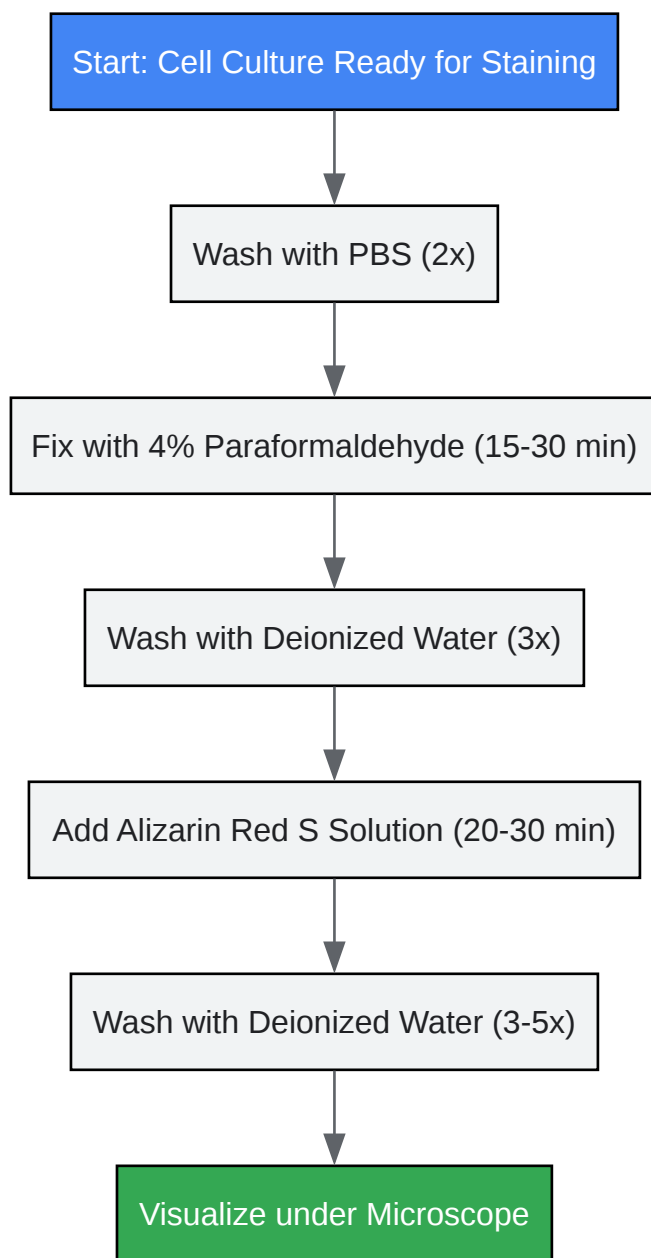 Start: Cell Culture Ready for Staining
Wash with PBS (2x)
Fix with 4% Paraformaldehyde (15-30 min)
Wash with Deionized Water (3x)
Add Alizarin Red S Solution (20-30 min)
Wash with Deionized Water (3-5x)
Visualize under Microscope